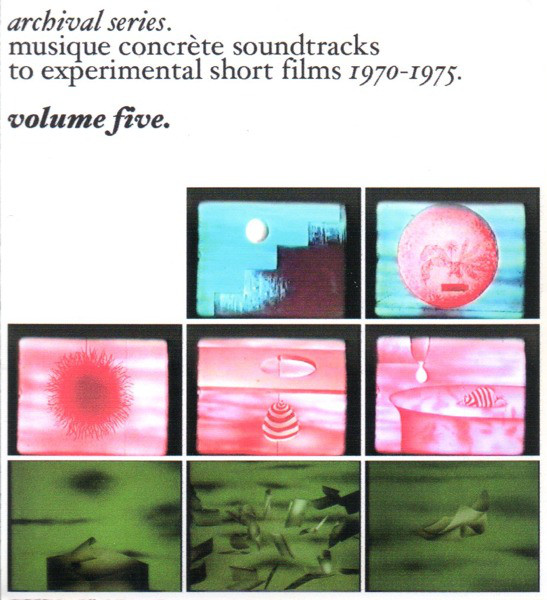 archival series.
musique concrète soundtracks
to experimental short films 1970-1975.
volume five.